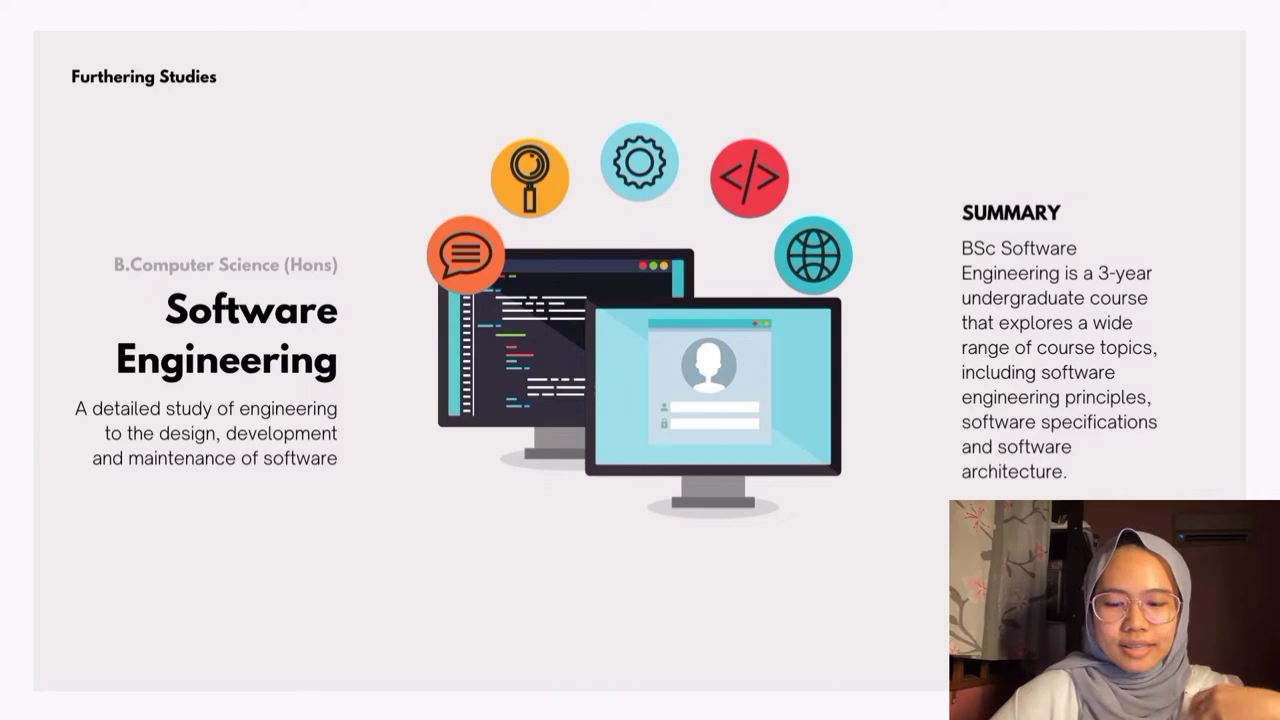 Furthering Studies
B.Computer Science (Hons)
Software
Engineering
A detailed study of engineering
to the design, development
and maintenance of software
</>
SUMMARY
BSc Software
Engineering is a 3-year
undergraduate course
that explores a wide
range of course topics,
including software
engineering principles,
software specifications
and software
architecture.